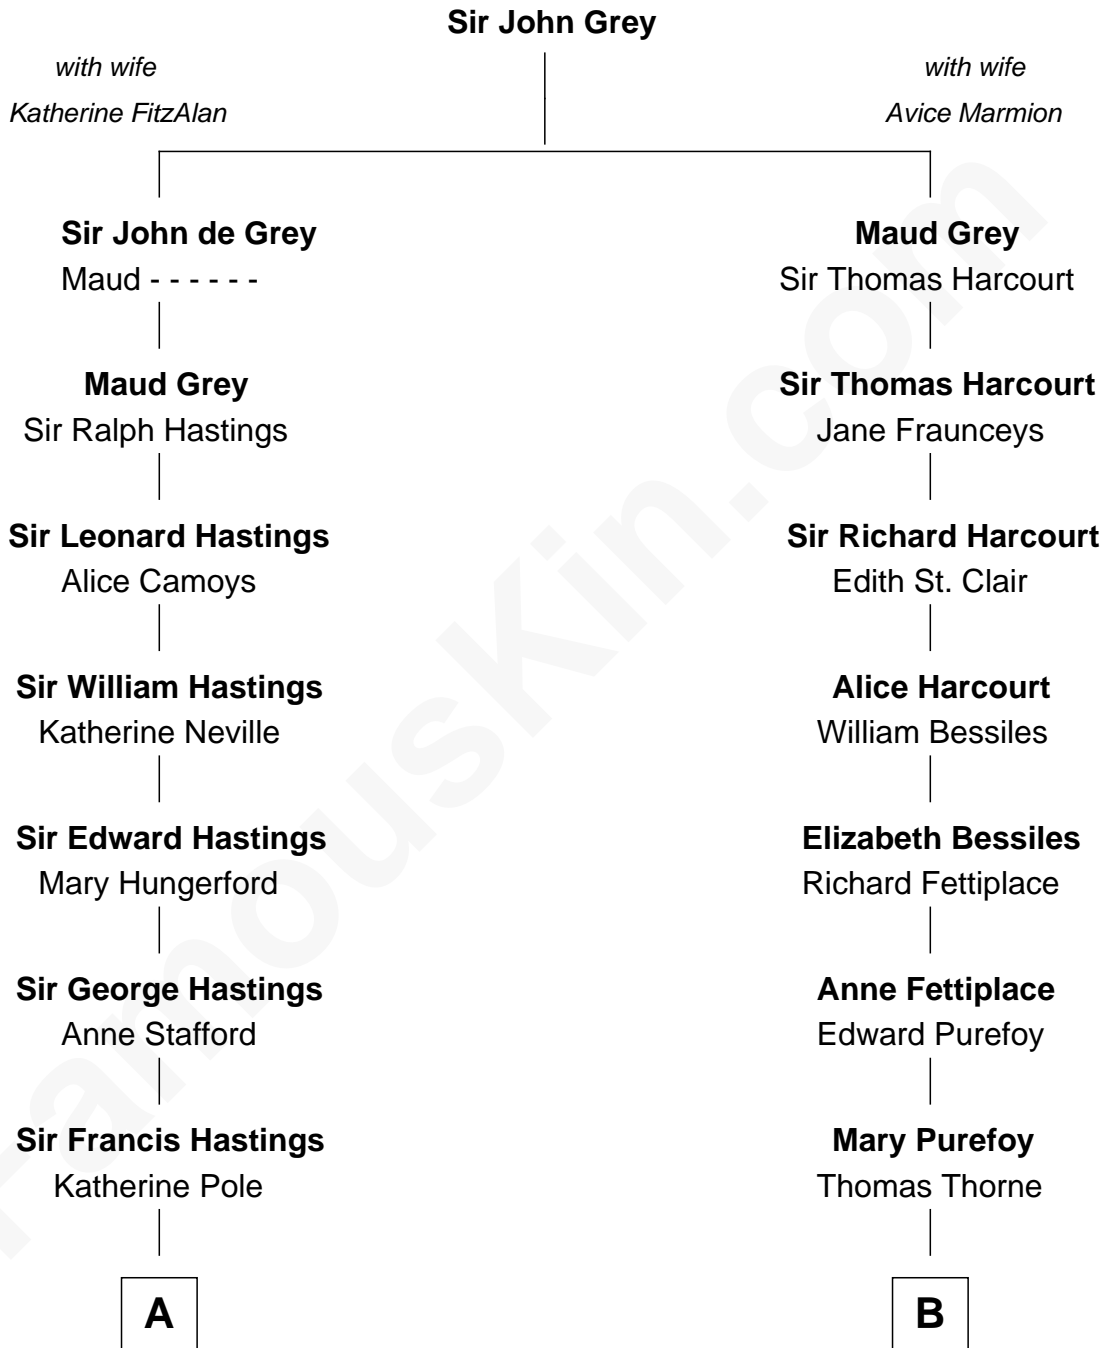 Sir John Grey
with wife
Katherine FitzAlan
with wife
Avice Marmion
Sir John de Grey
Maud - - - - - -
Maud Grey
Sir Thomas Harcourt
Maud Grey
Sir Ralph Hastings
Sir Thomas Harcourt
Jane Fraunceys
Sir Leonard Hastings
Alice Camoys
Sir Richard Harcourt
Edith St. Clair
Sir William Hastings
Katherine Neville
Alice Harcourt
William Bessiles
Sir Edward Hastings
Mary Hungerford
Elizabeth Bessiles
Richard Fettiplace
Sir George Hastings
Anne Stafford
Anne Fettiplace
Edward Purefoy
Sir Francis Hastings
Katherine Pole
Mary Purefoy
Thomas Thorne
A
B
FamousKin.com